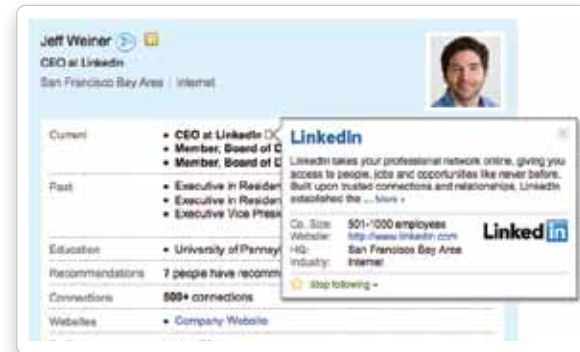 Jeff Weiner
CEO at LinkedIn
San Francisco Bay Area | Internet
Current
• CEO at LinkedIn
• Member, Board of D
• Member, Board of D
Past
• Executive in Residen
• Executive in Residen
• Executive Vice Presi
Education
• University of Pennsyl
Recommendations
7 people have recomm
Connections
500+ connections
Websites
• Company Website
LinkedIn
LinkedIn takes your professional network online, giving you
access to people, jobs and opportunities like never before.
Built upon trusted connections and relationships, LinkedIn
established the ... More »
Co. Size: 501-1000 employees
Website: http://www.linkedin.com
HQ: San Francisco Bay Area
Industry: Internet
Linked in
Stop following »